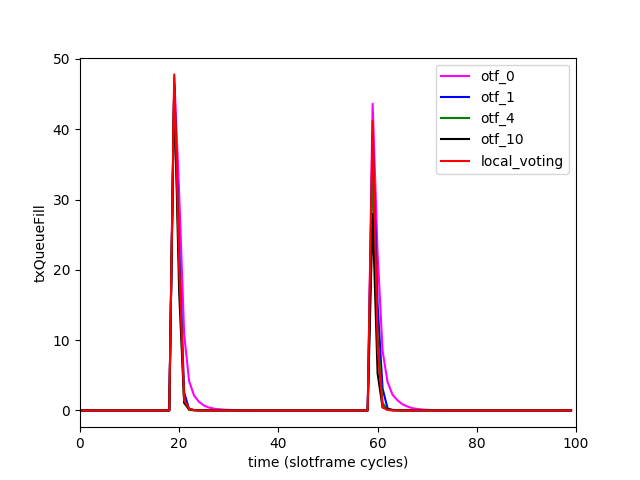 50
40
30
20
10
0
txQueueFill
0 20 40 60 80 100
time (slotframe cycles)
otf_0
otf_1
otf_4
otf_10
local_voting